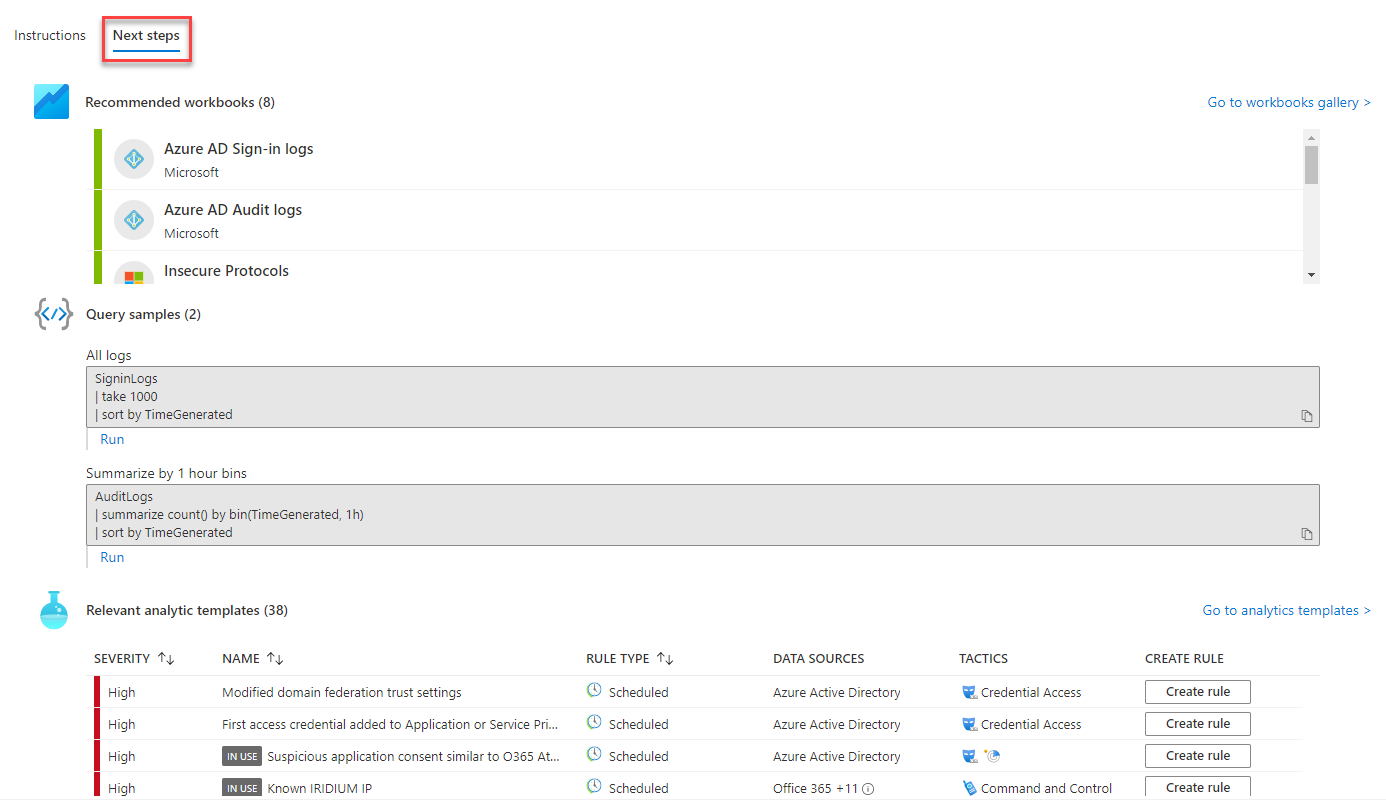 Instructions Next steps
Recommended workbooks (8) Go to workbooks gallery >
Azure AD Sign-in logs
Microsoft
Azure AD Audit logs
Microsoft
Insecure Protocols
Query samples (2)
All logs
SigninLogs
| take 1000
| sort by TimeGenerated
Run
Summarize by 1 hour bins
AuditLogs
| summarize count() by bin(TimeGenerated, 1h)
| sort by TimeGenerated
Run
Relevant analytic templates (38) Go to analytics templates >
SEVERITY ↑↓ NAME ↑↓ RULE TYPE ↑↓ DATA SOURCES TACTICS CREATE RULE
High Modified domain federation trust settings Scheduled Azure Active Directory Credential Access Create rule
High First access credential added to Application or Service Pri... Scheduled Azure Active Directory Credential Access Create rule
High IN USE Suspicious application consent similar to O365 At... Scheduled Azure Active Directory Create rule
High IN USE Known IRIDIUM IP Scheduled Office 365 +11 Command and Control Create rule